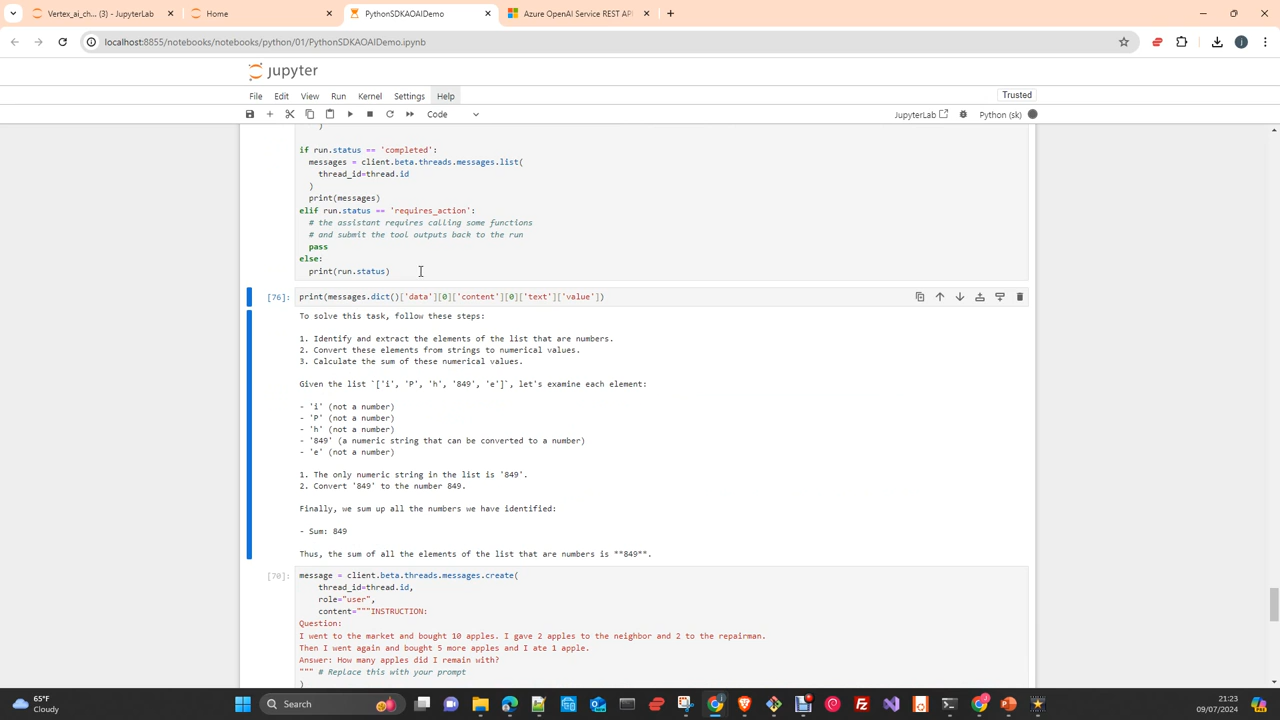 Vertex_ai_ch... (3) - JupyterLab
Home
PythonSDKAOAIDemo
Azure OpenAI Service REST API
localhost:8855/notebooks/notebooks/python/01/PythonSDKAOAIDemo.ipynb
jupyter
File Edit View Run Kernel Settings Help
Trusted
Code
JupyterLab
Python (sk)
)
if run.status == 'completed':
messages = client.beta.threads.messages.list(
thread_id=thread.id
)
print(messages)
elif run.status == 'requires_action':
# the assistant requires calling some functions
# and submit the tool outputs back to the run
pass
else:
print(run.status)
[76]:
print(messages.dict()['data'][0]['content'][0]['text']['value'])
To solve this task, follow these steps:
1. Identify and extract the elements of the list that are numbers.
2. Convert these elements from strings to numerical values.
3. Calculate the sum of these numerical values.
Given the list `['i', 'P', 'h', '849', 'e']`, let's examine each element:
- 'i' (not a number)
- 'P' (not a number)
- 'h' (not a number)
- '849' (a numeric string that can be converted to a number)
- 'e' (not a number)
1. The only numeric string in the list is '849'.
2. Convert '849' to the number 849.
Finally, we sum up all the numbers we have identified:
- Sum: 849
Thus, the sum of all the elements of the list that are numbers is **849**.
[70]:
message = client.beta.threads.messages.create(
thread_id=thread.id,
role="user",
content="""INSTRUCTION:
Question:
I went to the market and bought 10 apples. I gave 2 apples to the neighbor and 2 to the repairman.
Then I went again and bought 5 more apples and I ate 1 apple.
Answer: How many apples did I remain with?
""" # Replace this with your prompt
)
65°F
Cloudy
Search
21:23
09/07/2024